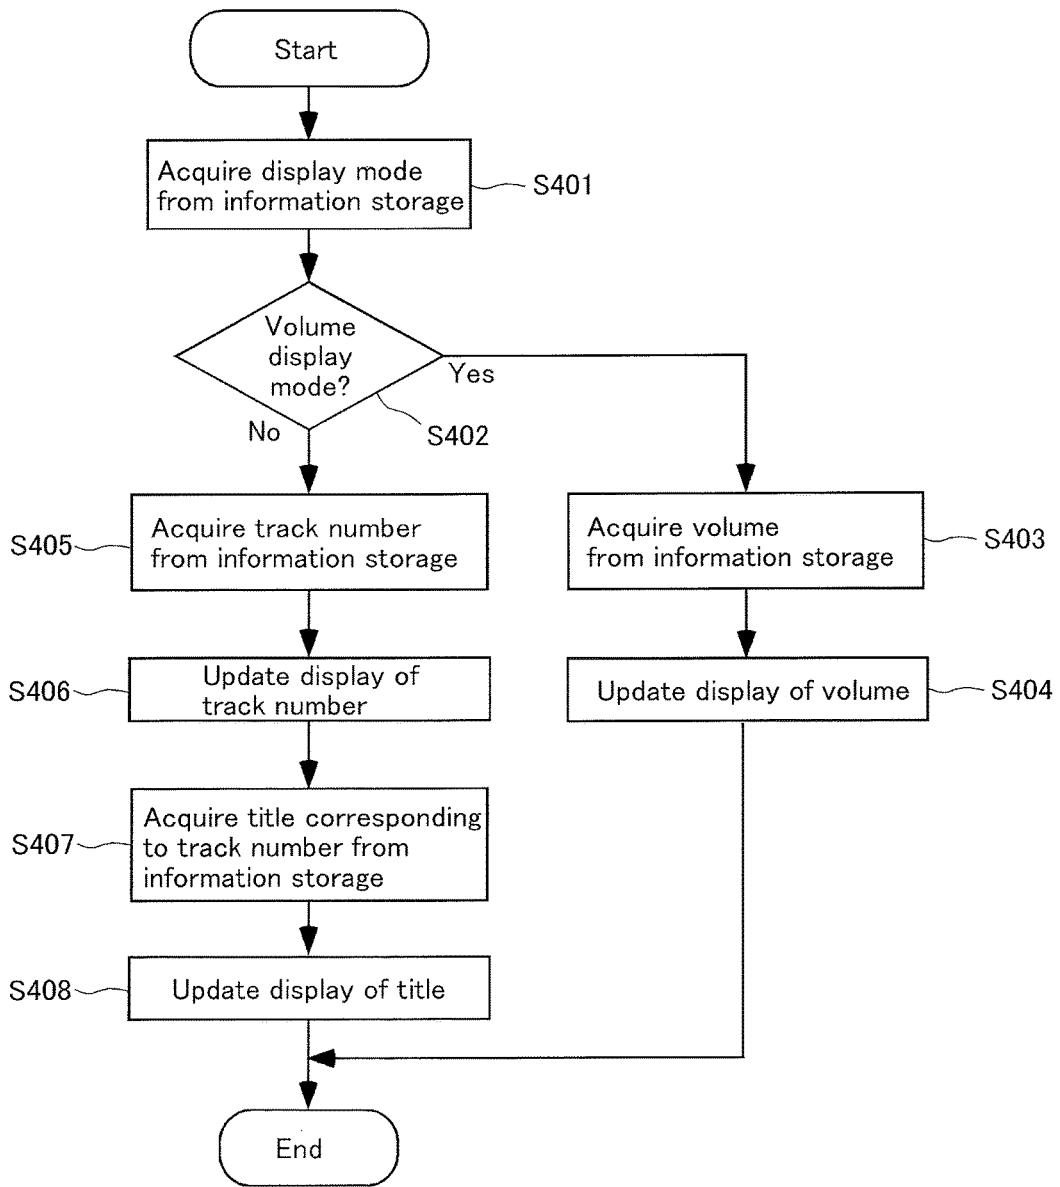 Start
Acquire display mode
from information storage
S401
Volume
display
mode?
Yes
No
S402
S405
Acquire track number
from information storage
Acquire volume
from information storage
S403
S406
Update display of
track number
Update display of volume
S404
S407
Acquire title corresponding
to track number from
information storage
S408
Update display of title
End